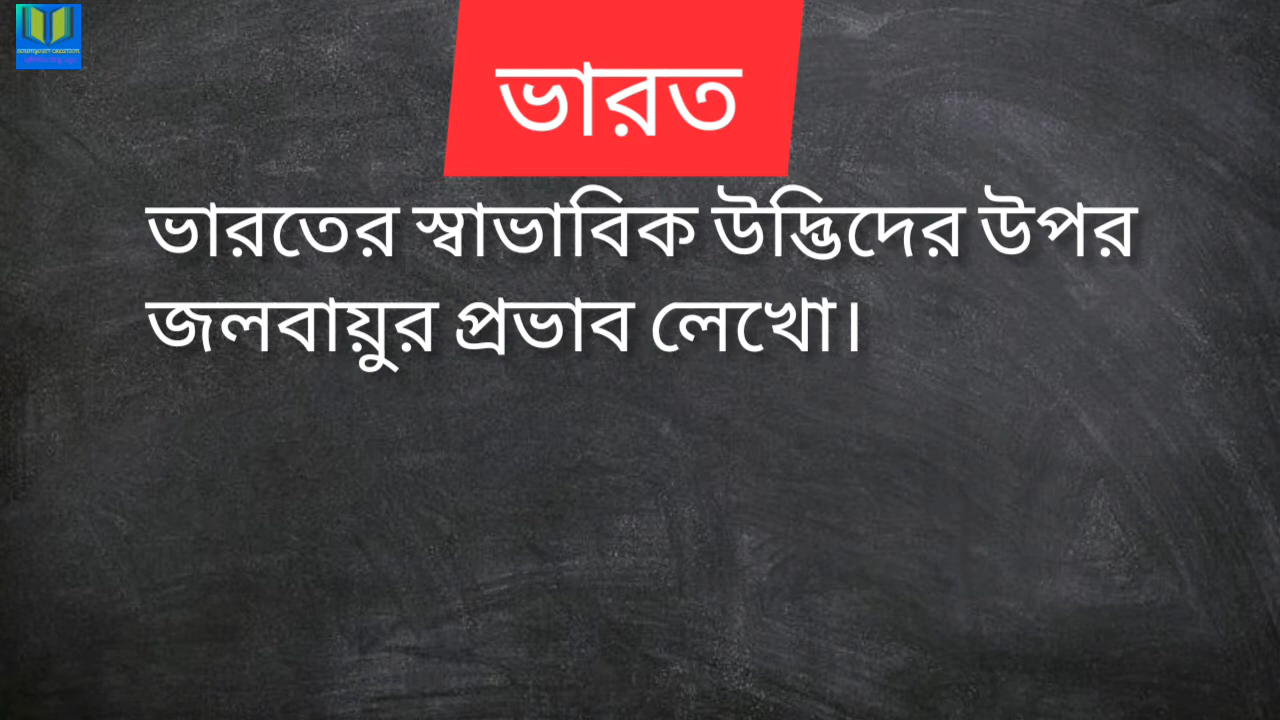 ভারত
ভারতের স্বাভাবিক উদ্ভিদের উপর
জলবায়ুর প্রভাব লেখো।